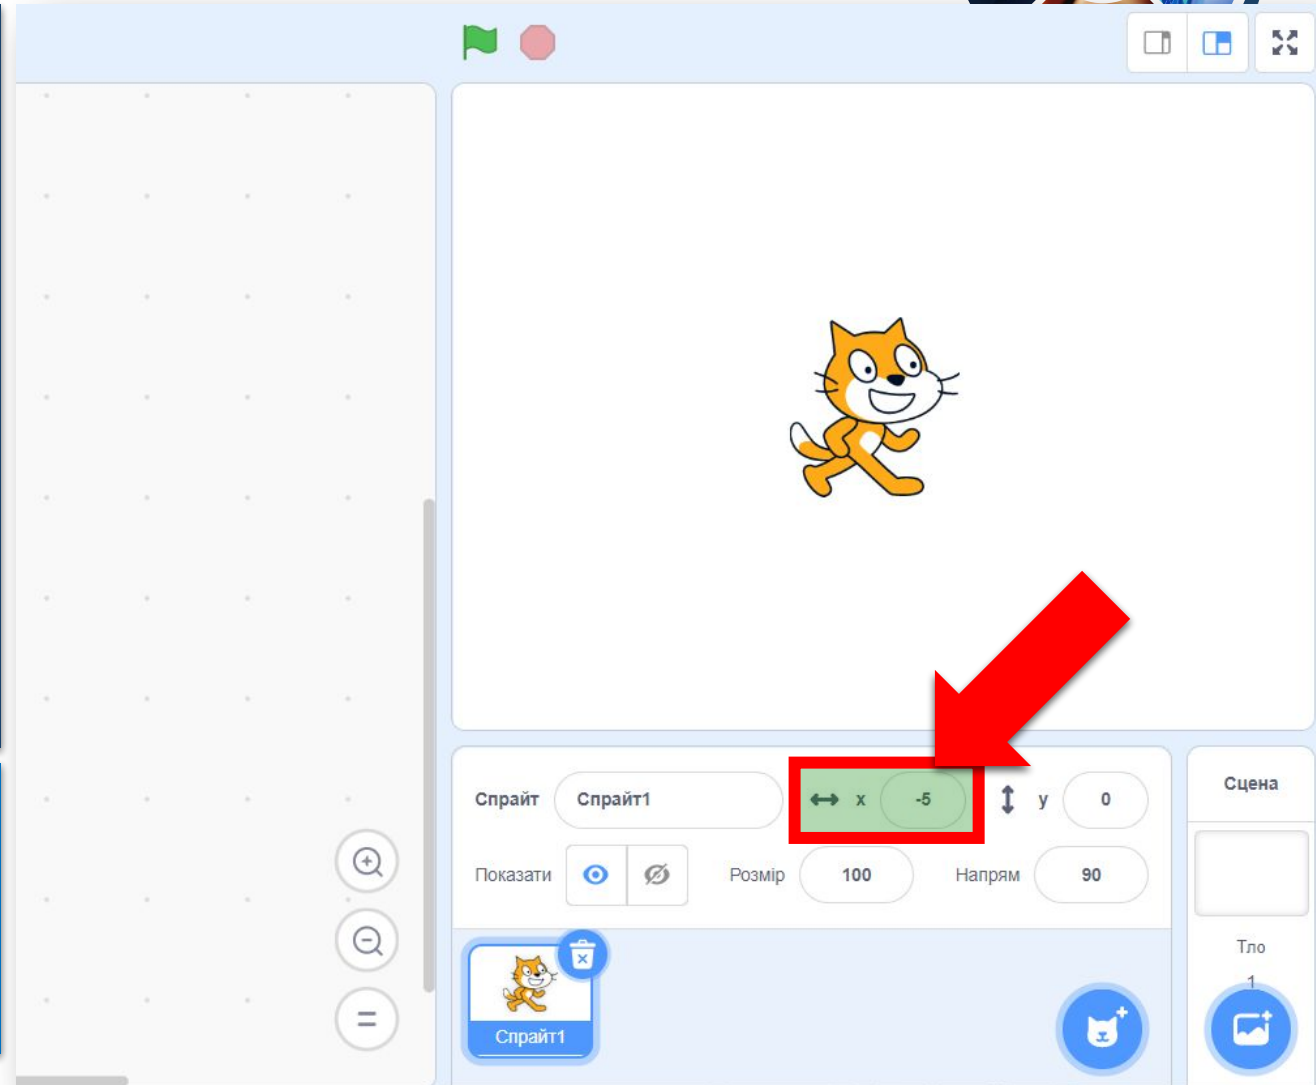 Спрайт Спрайт1 x -5 y 0
Показати Розмір 100 Напрям 90
Сцена
Тло
1
Спрайт1